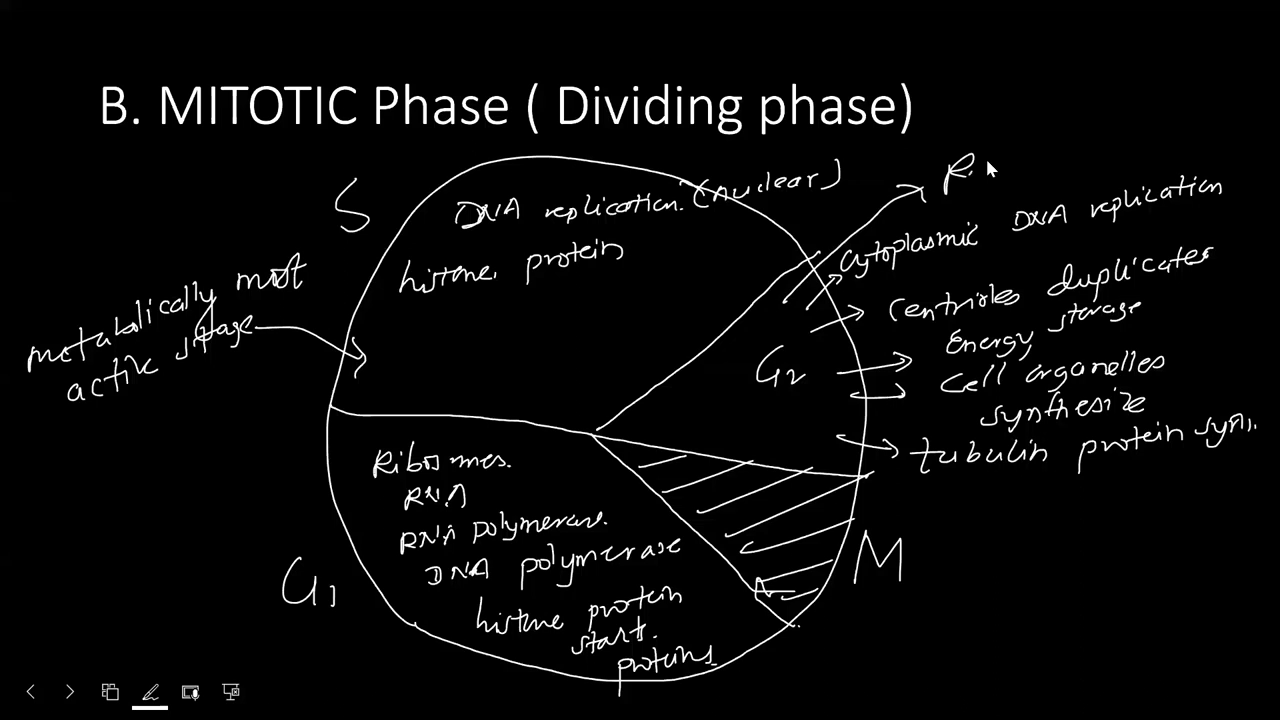 B. MITOTIC Phase ( Dividing phase)
S
DNA replication. (nuclear)
histone protein
metabolically most
active stage
R.
Cytoplasmic DNA replication
Centrioles duplicates
Energy storage
G2
Cell organelles
synthesize
tubulin protein syn.
Ribosomes.
RNA
RNA polymerase.
DNA polymerase
histone protein
start.
proteins
G1
M